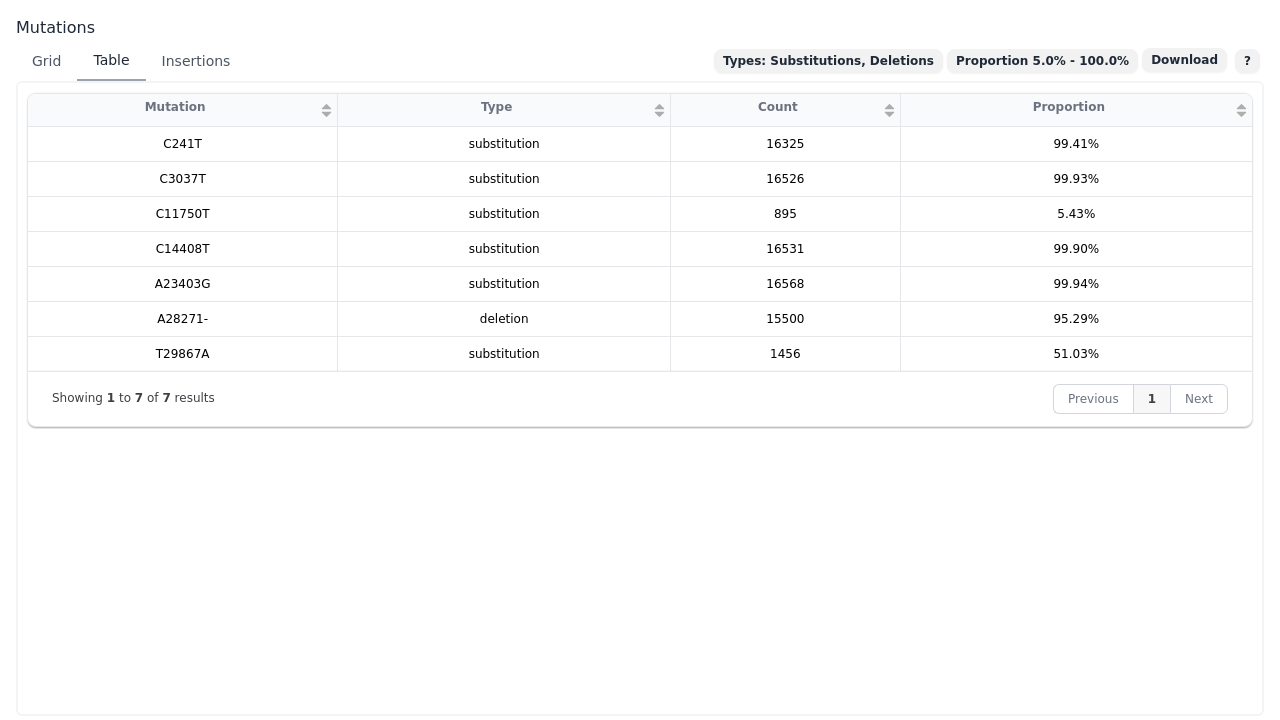 Mutations
Grid Table Insertions Types: Substitutions, Deletions Proportion 5.0% - 100.0% Download ?
Mutation Type Count Proportion
C241T substitution 16325 99.41%
C3037T substitution 16526 99.93%
C11750T substitution 895 5.43%
C14408T substitution 16531 99.90%
A23403G substitution 16568 99.94%
A28271- deletion 15500 95.29%
T29867A substitution 1456 51.03%
Showing 1 to 7 of 7 results Previous 1 Next